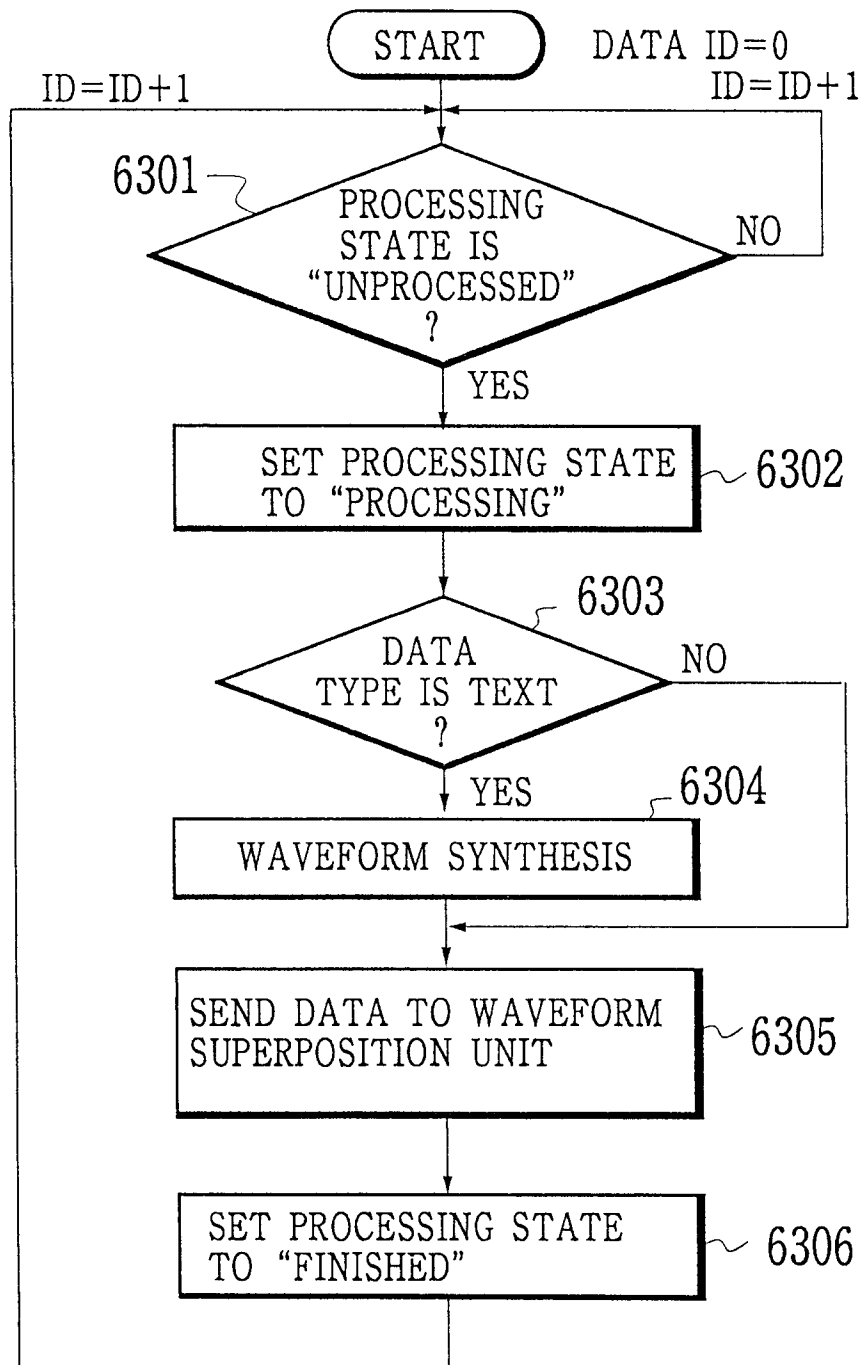 START
DATA ID=0
ID=ID+1
ID=ID+1
6301
PROCESSING
STATE IS
“UNPROCESSED”
?
NO
YES
SET PROCESSING STATE
TO “PROCESSING”
6302
6303
DATA
TYPE IS TEXT
?
NO
YES
6304
WAVEFORM SYNTHESIS
SEND DATA TO WAVEFORM
SUPERPOSITION UNIT
6305
SET PROCESSING STATE
TO “FINISHED”
6306